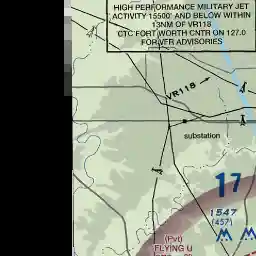 HIGH PERFORMANCE MILITARY JET
ACTIVITY 15500' AND BELOW WITHIN
13NM OF VR118
CTC FORT WORTH CNTR ON 127.0
FOR VFR ADVISORIES
VR118
substation
17
1547
(457)
(Pvt)
FLYING U